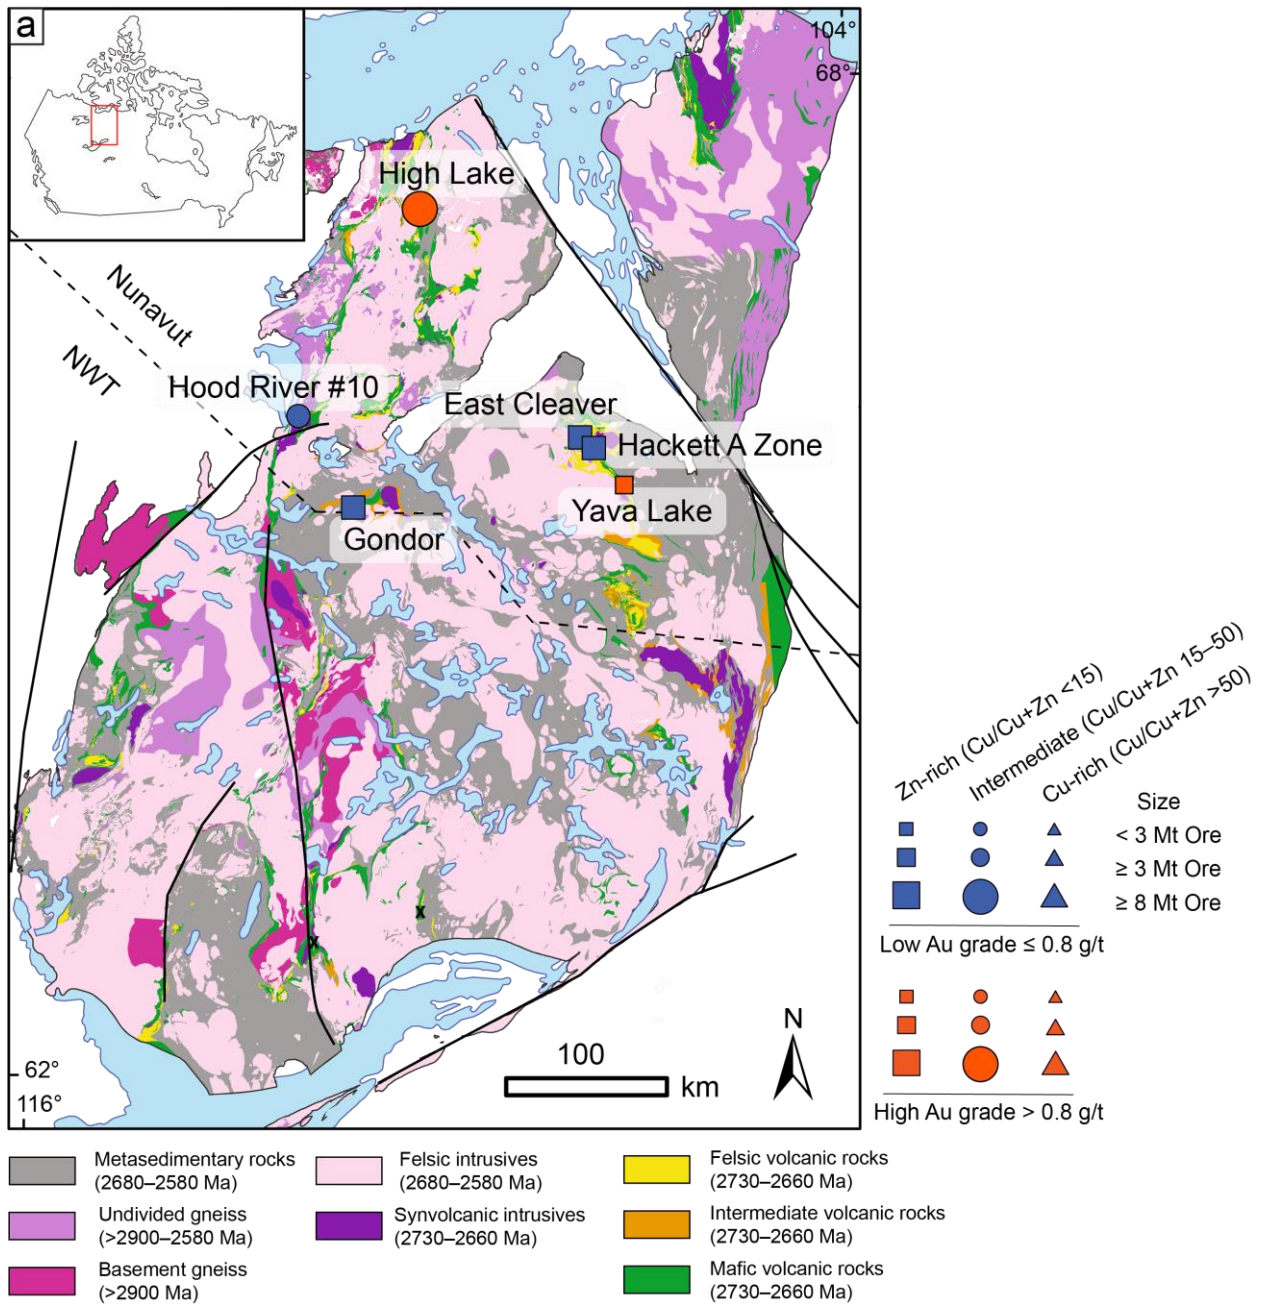 a
104°
68°
High Lake
Nunavut
NWT
Hood River #10
East Cleaver
Hackett A Zone
Yava Lake
Gondor
x
x
62°
116°
100
km
N
Zn-rich (Cu/Cu+Zn <15)
Intermediate (Cu/Cu+Zn 15–50)
Cu-rich (Cu/Cu+Zn >50)
Size
< 3 Mt Ore
≥ 3 Mt Ore
≥ 8 Mt Ore
Low Au grade ≤ 0.8 g/t
High Au grade > 0.8 g/t
Metasedimentary rocks
(2680–2580 Ma)
Undivided gneiss
(>2900–2580 Ma)
Basement gneiss
(>2900 Ma)
Felsic intrusives
(2680–2580 Ma)
Synvolcanic intrusives
(2730–2660 Ma)
Felsic volcanic rocks
(2730–2660 Ma)
Intermediate volcanic rocks
(2730–2660 Ma)
Mafic volcanic rocks
(2730–2660 Ma)